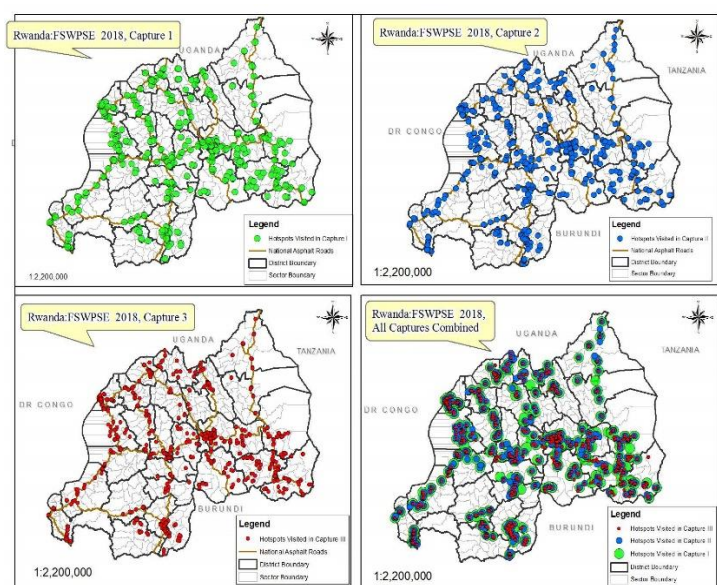 Rwanda:FSWPSE 2018, Capture 1
UGANDA
Legend
Hotspots Visited in Capture I
National Asphalt Roads
District Boundary
Sector Boundary
1:2,200,000
Rwanda:FSWPSE 2018, Capture 2
UGANDA
TANZANIA
DR CONGO
BURUNDI
Legend
Hotspots Visited in Capture II
National Asphalt Roads
District Boundary
Sector Boundary
1:2,200,000
Rwanda:FSWPSE 2018, Capture 3
UGANDA
TANZANIA
DR CONGO
BURUNDI
Legend
Hotspots Visited in Capture III
National Asphalt Roads
District Boundary
Sector Boundary
1:2,200,000
Rwanda:FSWPSE 2018,
All Captures Combined
UGANDA
TANZANIA
DR CONGO
BURUNDI
Legend
Hotspots Visited in Capture III
Hotspots Visited in Capture II
Hotspots Visited in Capture I
District Boundary
Sector Boundary
1:2,200,000